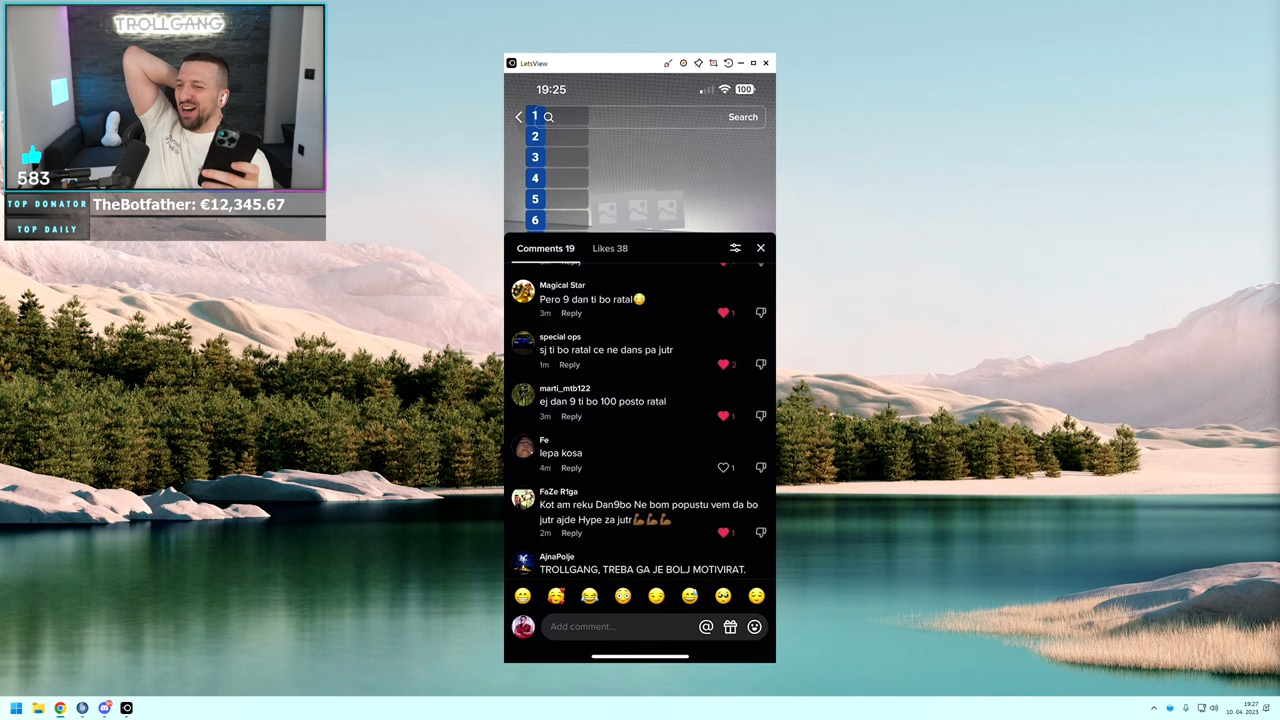 TROLLGANG
583
TOP DONATOR
TheBotfather: €12,345.67
TOP DAILY
LetsView
19:25
100
1
Search
2
3
4
5
6
Comments 19
Likes 38
Magical Star
Pero 9 dan ti bo ratal😳
3m Reply
1
special ops
sj ti bo ratal ce ne dans pa jutr
1m Reply
2
marti_mtb122
ej dan 9 ti bo 100 posto ratal
3m Reply
1
Fe
lepa kosa
4m Reply
1
FaZe R1ga
Kot am reku Dan9bo Ne bom popustu vem da bo
jutr ajde Hype za jutr💪🏾💪🏾💪🏾
2m Reply
1
AjnaPolje
TROLLGANG, TREBA GA JE BOLJ MOTIVIRAT.
Add comment...
19:27
10. 04. 2023